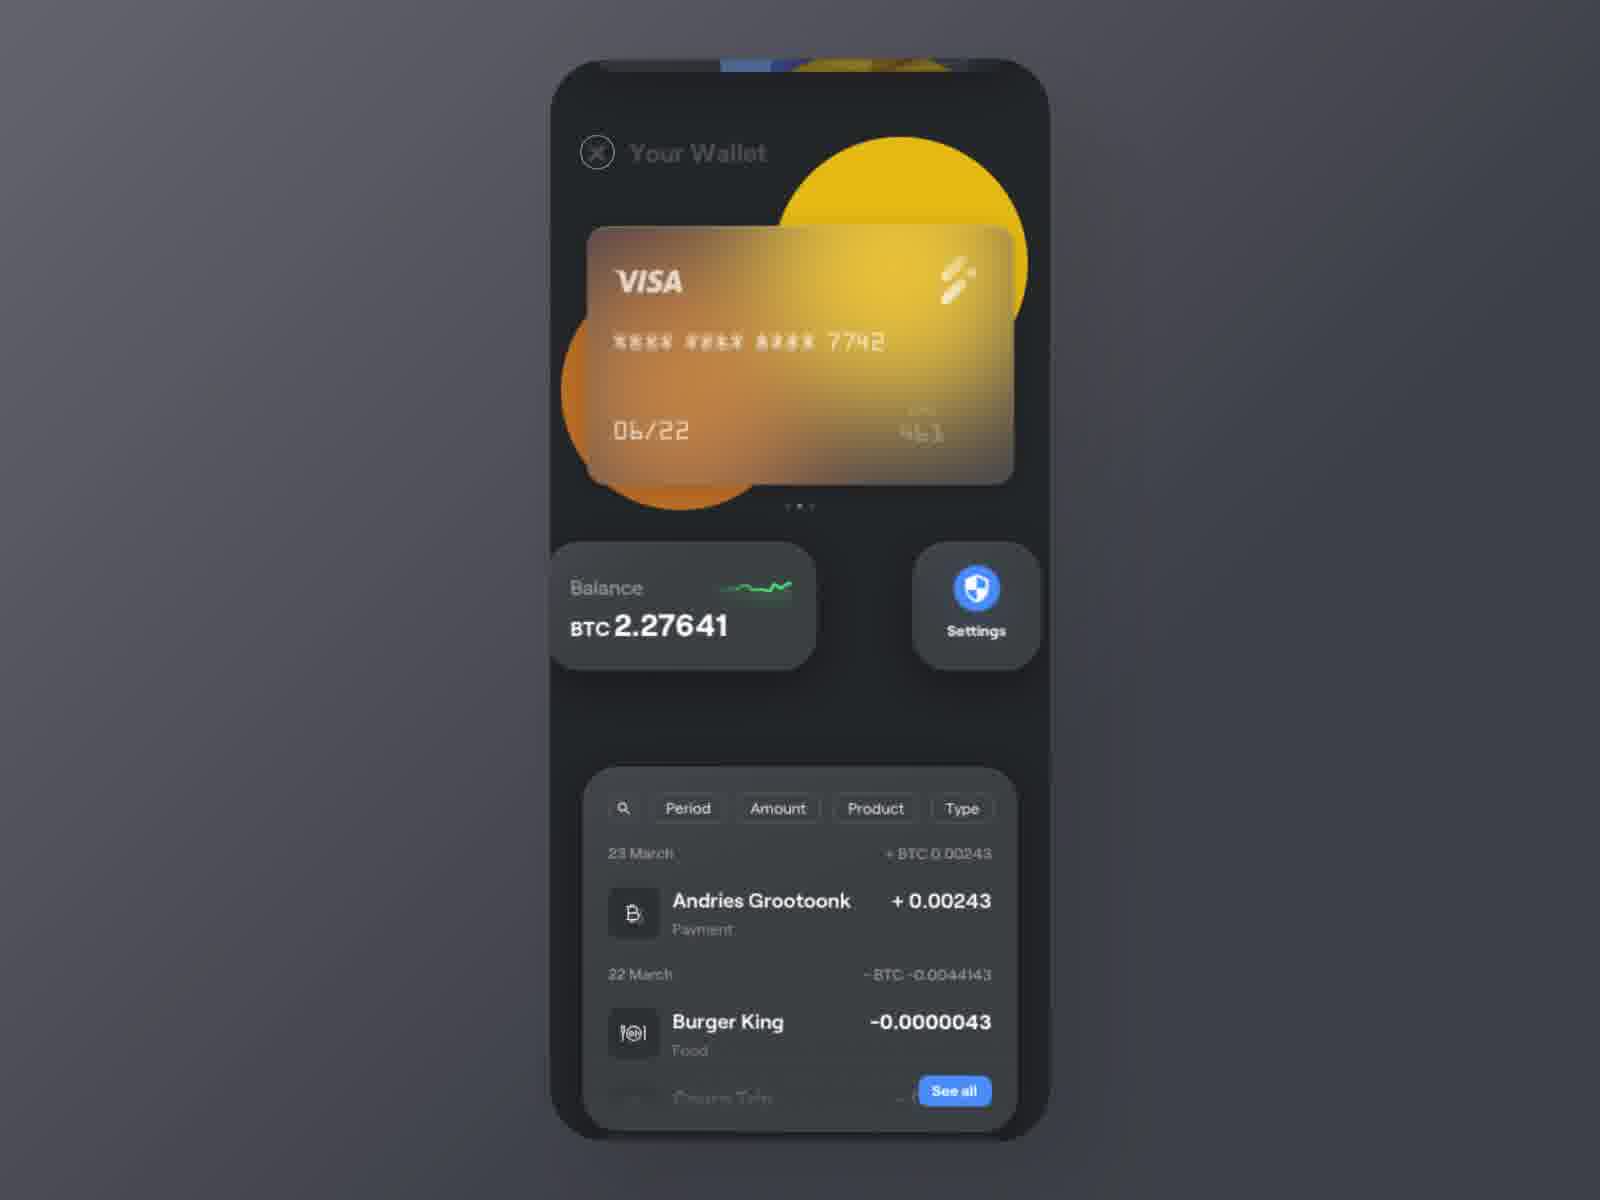 Your Wallet
VISA
**** **** **** 7742
06/22
461
Balance
BTC 2.27641
Settings
Period Amount Product Type
23 March + BTC 0.00243
Andries Grootoonk + 0.00243
Payment
22 March - BTC -0.0044143
Burger King -0.0000043
Food
See all